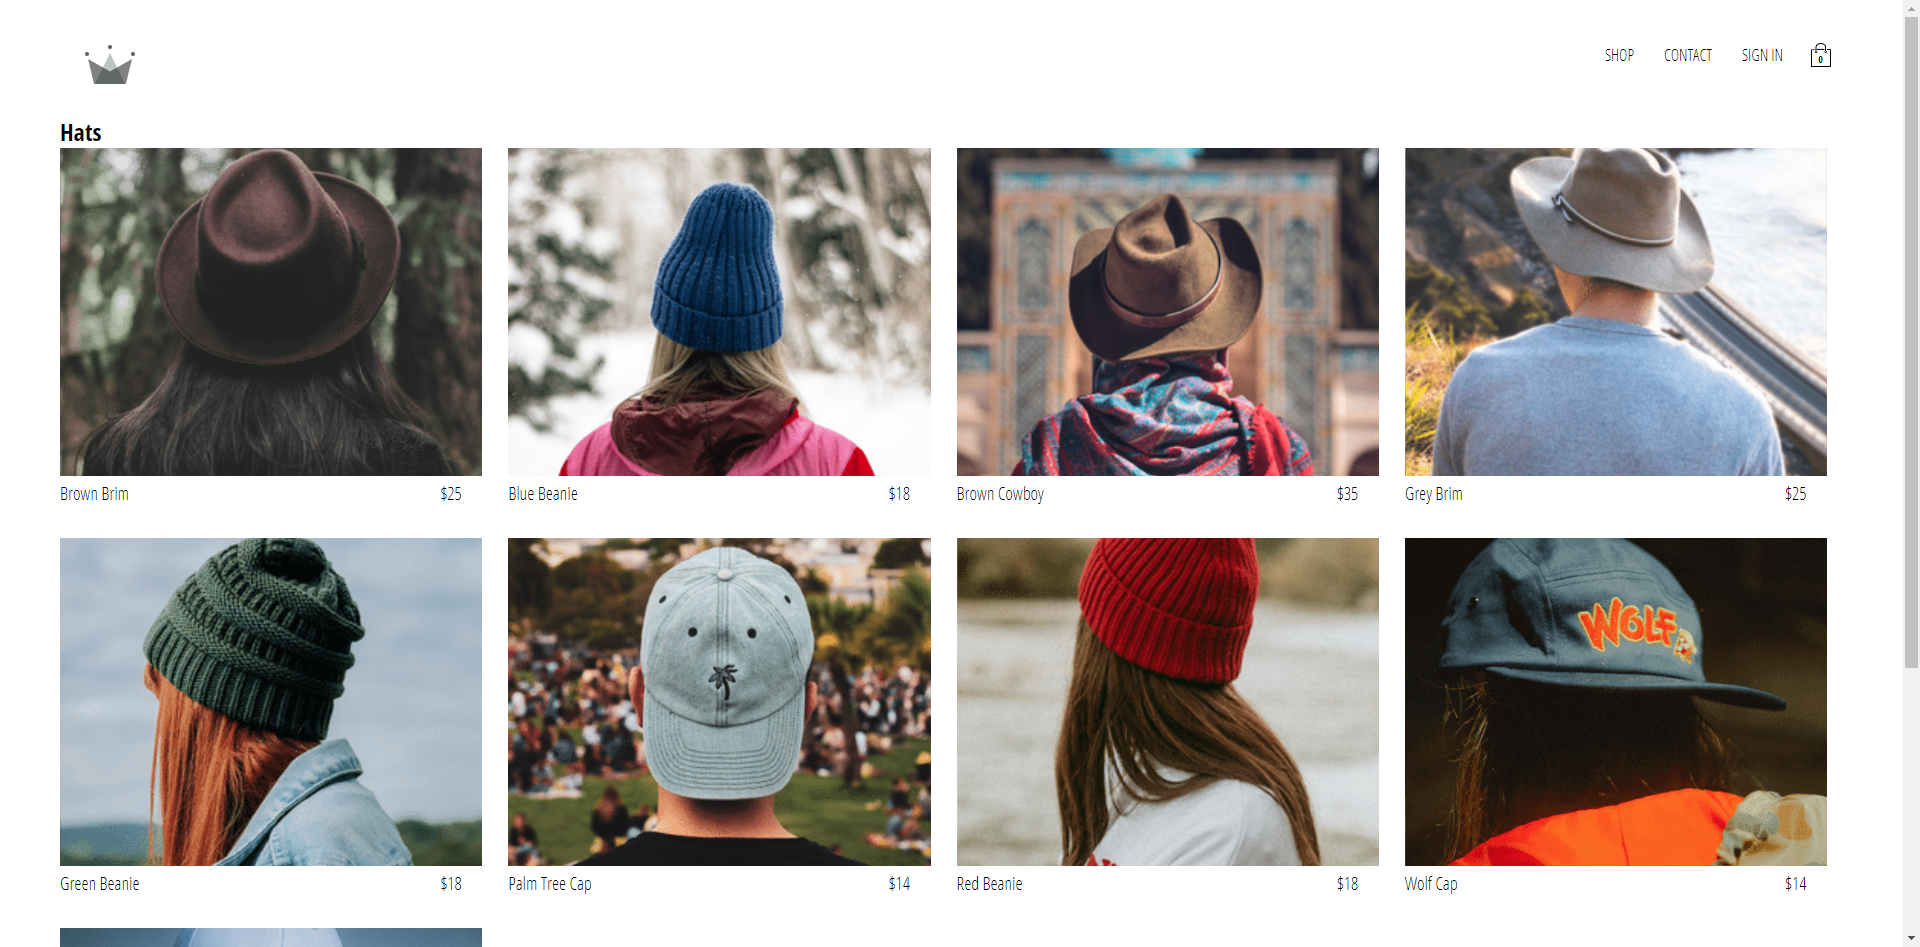 SHOP CONTACT SIGN IN 0
Hats
Brown Brim $25 Blue Beanie $18 Brown Cowboy $35 Grey Brim $25
WOLF
Green Beanie $18 Palm Tree Cap $14 Red Beanie $18 Wolf Cap $14